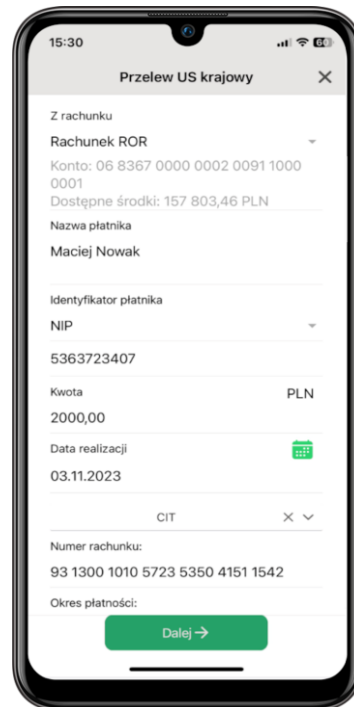 15:30
60
Przelew US krajowy
Z rachunku
Rachunek ROR
Konto: 06 8367 0000 0002 0091 1000
0001
Dostępne środki: 157 803,46 PLN
Nazwa płatnika
Maciej Nowak
Identyfikator płatnika
NIP
5363723407
Kwota PLN
2000,00
Data realizacji
03.11.2023
CIT
Numer rachunku:
93 1300 1010 5723 5350 4151 1542
Okres płatności:
Dalej →